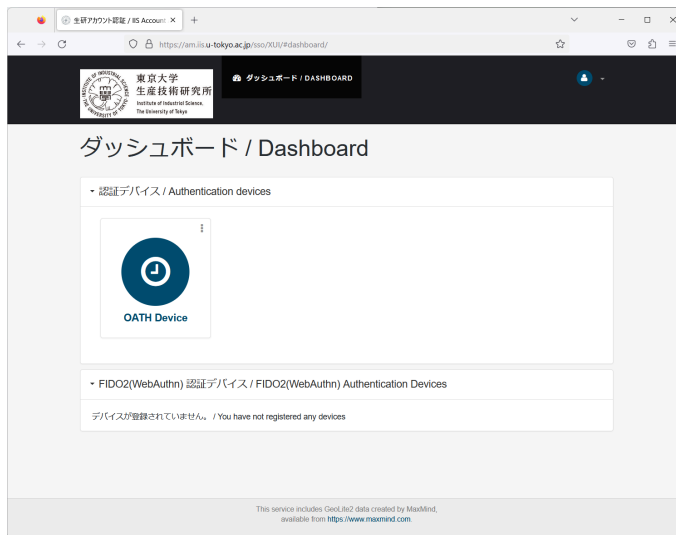 生研アカウント認証 / IIS Account
https://am.iis.u-tokyo.ac.jp/sso/XUI/#dashboard/
東京大学
生産技術研究所
Institute of Industrial Science,
The University of Tokyo
ダッシュボード / DASHBOARD
ダッシュボード / Dashboard
認証デバイス / Authentication devices
OATH Device
FIDO2(WebAuthn) 認証デバイス / FIDO2(WebAuthn) Authentication Devices
デバイスが登録されていません。 / You have not registered any devices
This service includes GeoLite2 data created by MaxMind,
available from https://www.maxmind.com.